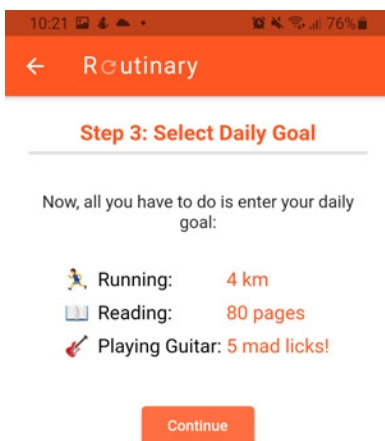 10:21 76%
Routinary
Step 3: Select Daily Goal
Now, all you have to do is enter your daily
goal:
Running: 4 km
Reading: 80 pages
Playing Guitar: 5 mad licks!
Continue